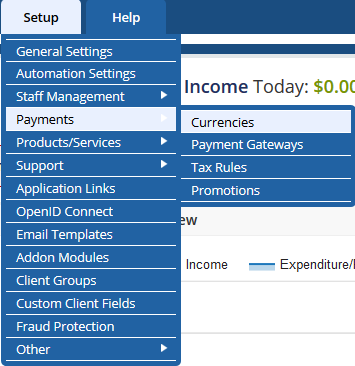 Setup Help
General Settings
Automation Settings
Staff Management
Payments
Products/Services
Support
Application Links
OpenID Connect
Email Templates
Addon Modules
Client Groups
Custom Client Fields
Fraud Protection
Other
Income Today: $0.00
Currencies
Payment Gateways
Tax Rules
Promotions
Income Expenditure/